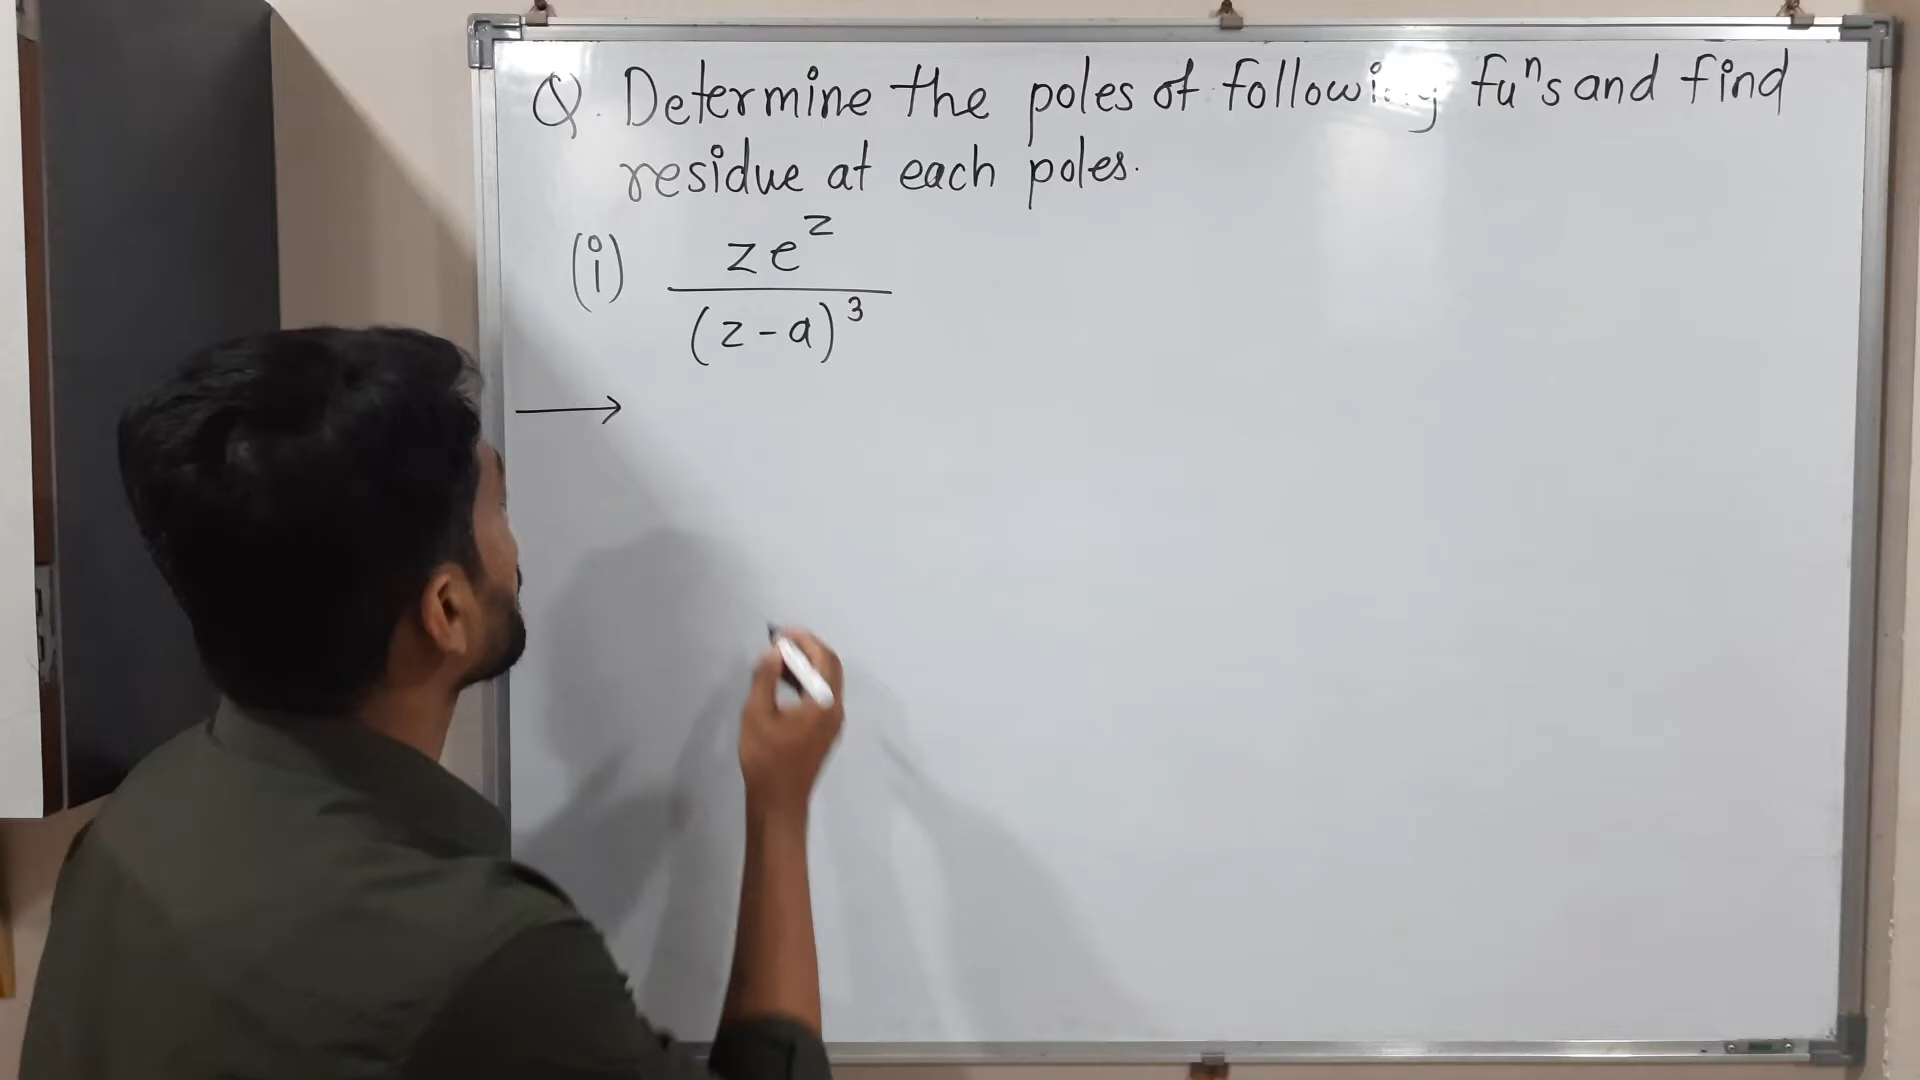 Q. Determine the poles of following fuⁿs and find
residue at each poles.
(i) ze^z
(z-a)³
→